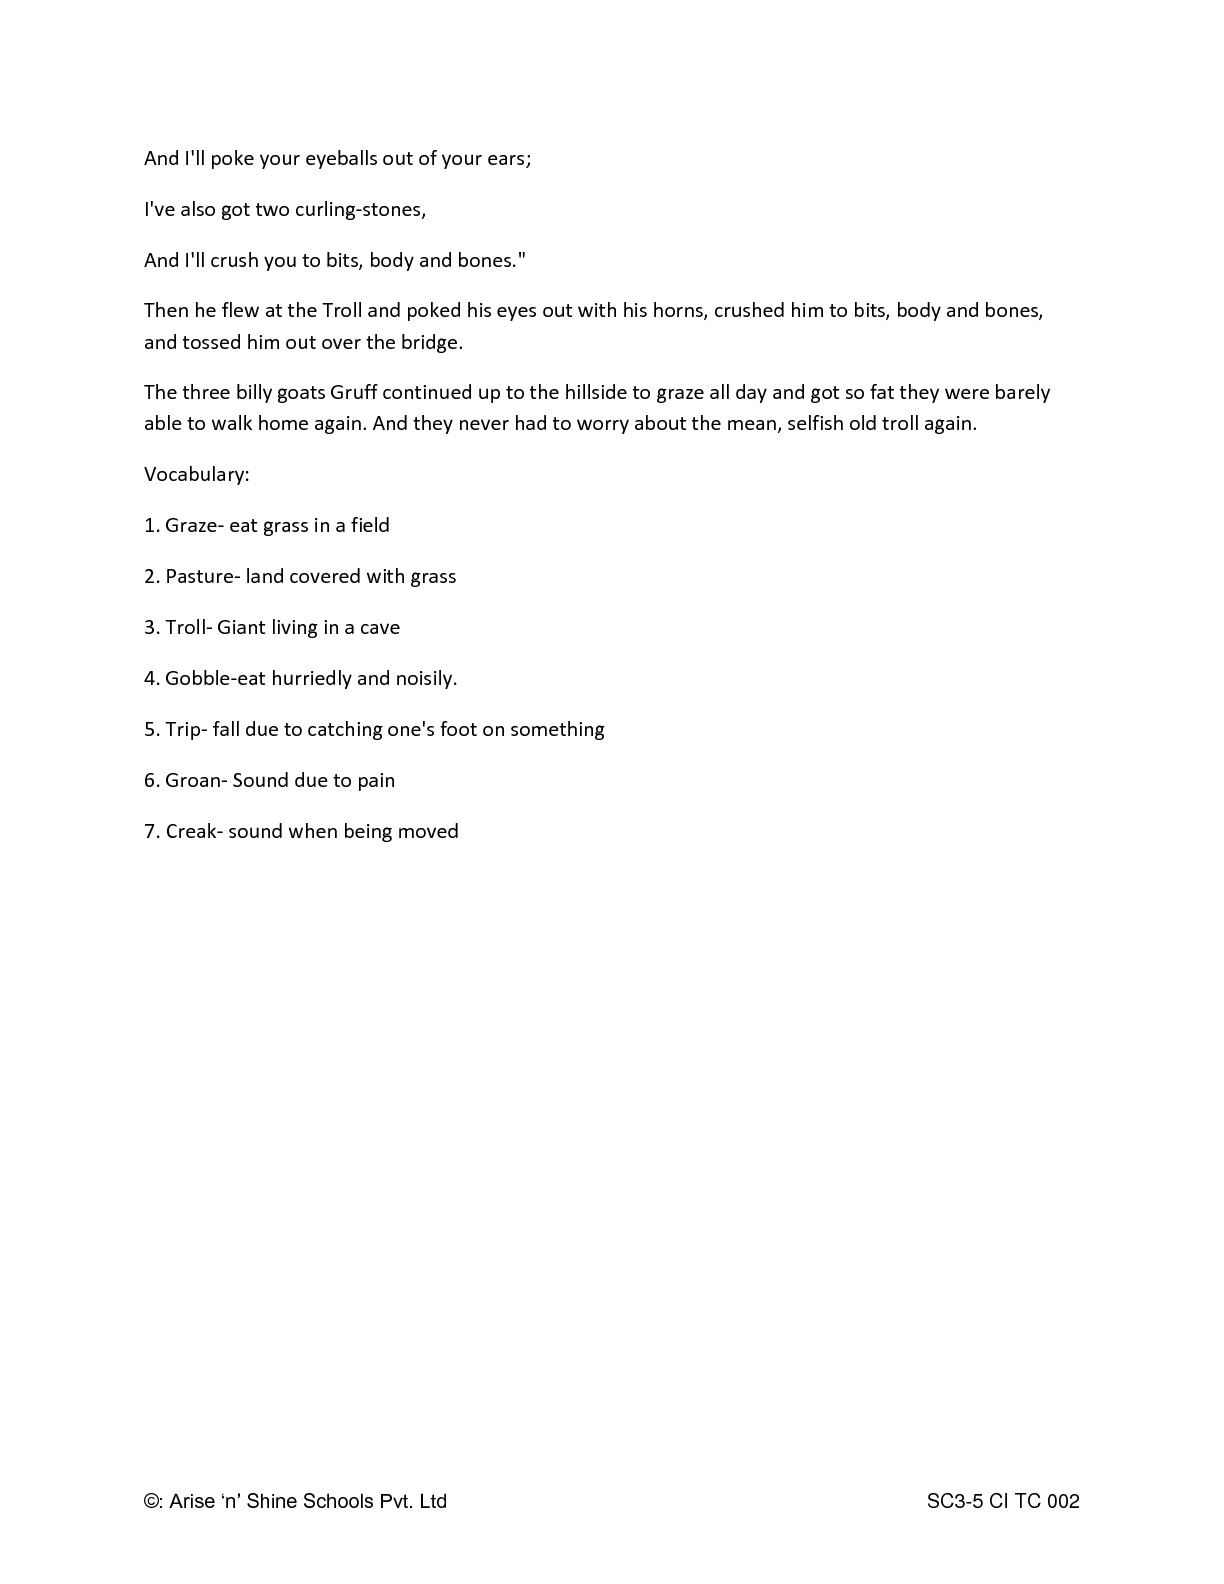 And I'll poke your eyeballs out of your ears;
I've also got two curling-stones,
And I'll crush you to bits, body and bones."
Then he flew at the Troll and poked his eyes out with his horns, crushed him to bits, body and bones,
and tossed him out over the bridge.
The three billy goats Gruff continued up to the hillside to graze all day and got so fat they were barely
able to walk home again. And they never had to worry about the mean, selfish old troll again.
Vocabulary:
1. Graze- eat grass in a field
2. Pasture- land covered with grass
3. Troll- Giant living in a cave
4. Gobble-eat hurriedly and noisily.
5. Trip- fall due to catching one's foot on something
6. Groan- Sound due to pain
7. Creak- sound when being moved
©: Arise ‘n’ Shine Schools Pvt. Ltd SC3-5 CI TC 002